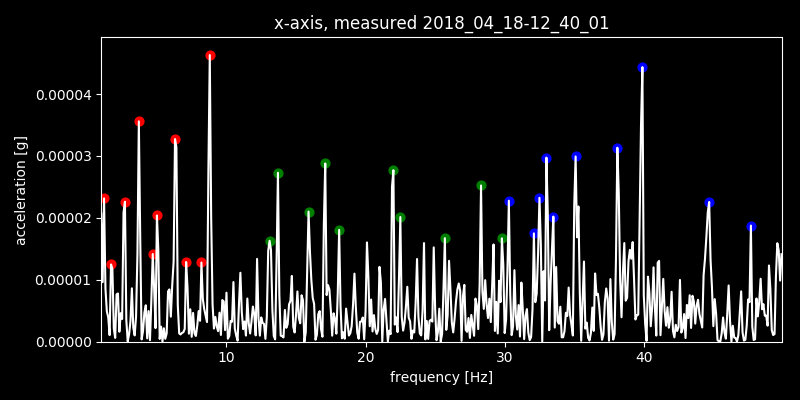 x-axis, measured 2018_04_18-12_40_01
acceleration [g]
0.00004
0.00003
0.00002
0.00001
0.00000
10 20 30 40
frequency [Hz]